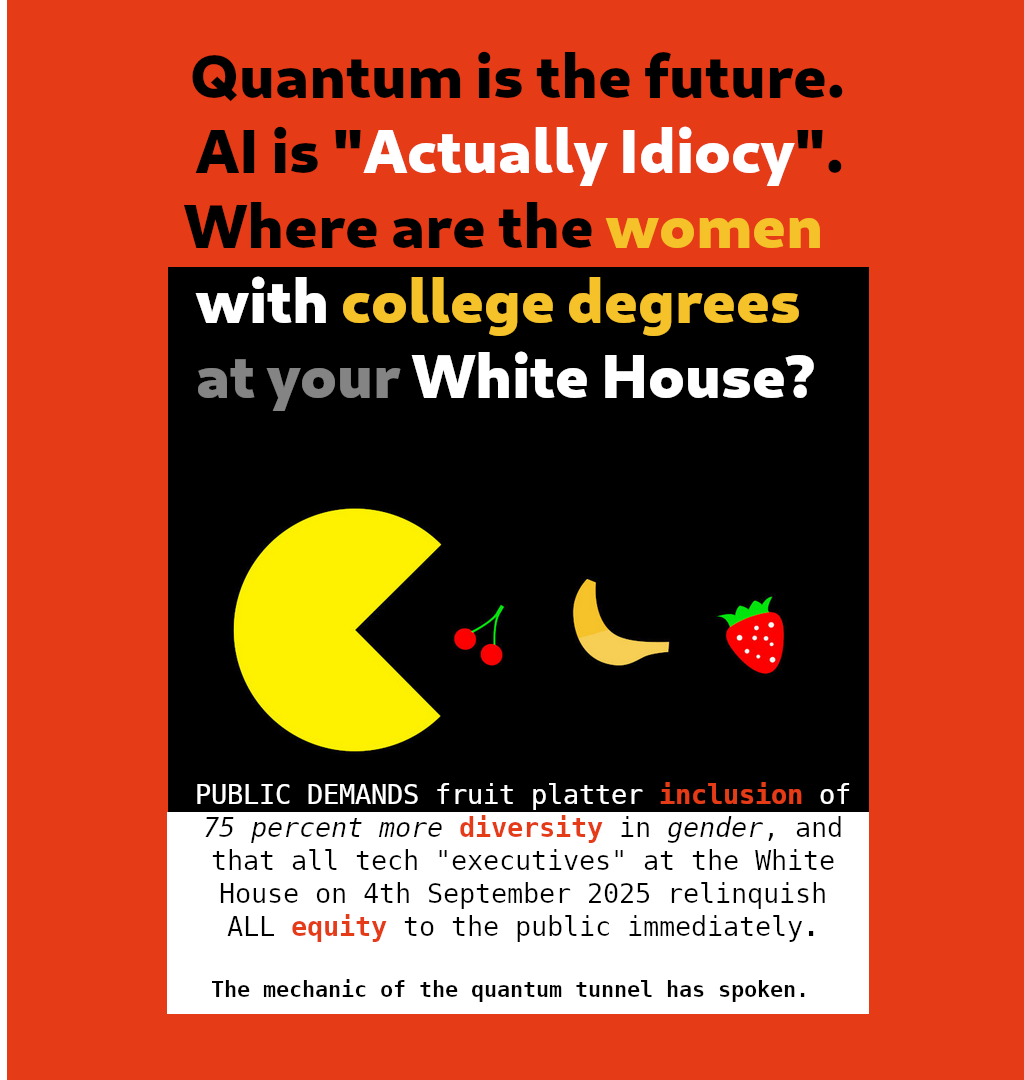 Quantum is the future.
AI is "Actually Idiocy".
Where are the women
with college degrees
at your White House?
PUBLIC DEMANDS fruit platter inclusion of
75 percent more diversity in gender, and
that all tech "executives" at the White
House on 4th September 2025 relinquish
ALL equity to the public immediately.
The mechanic of the quantum tunnel has spoken.